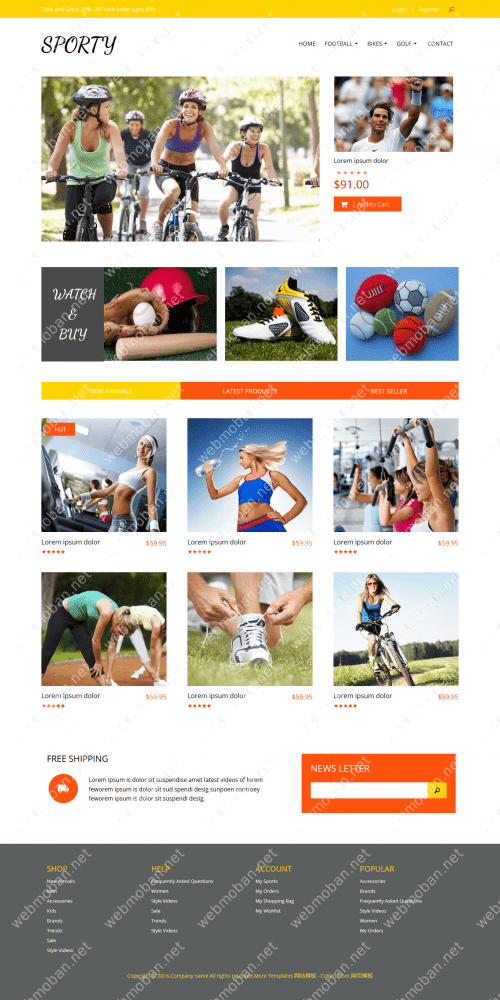 Take and Extra 20% OFF with order upto $99
Login | Register
SPORTY
HOME FOOTBALL BIKES GOLF CONTACT
Lorem ipsum dolor
$91.00
Add to Cart
WATCH
&
BUY
NEW ARRIVALS LATEST PRODUCTS BEST SELLER
HOT
Lorem ipsum dolor $59.95
Lorem ipsum dolor $59.95
Lorem ipsum dolor $59.95
Lorem ipsum dolor $59.95
Lorem ipsum dolor $59.95
Lorem ipsum dolor $59.95
FREE SHIPPING
Lorem ipsum dolor is dolor sit suspendise amet latest videos of lorem
feworem ipsum is dolor sit sud spendi desig sunpoen controey
feworem ipsum dolor sit suspendi desig.
NEWS LETTER
SHOP
New Arrivals
Men
Accessories
Kids
Brands
Trends
Sale
Style Videos
HELP
Frequently Asked Questions
Women
Style Videos
Sale
Trends
Style Videos
ACCOUNT
My Sports
My Orders
My Shopping Bag
My Wishlist
POPULAR
Accessories
Brands
Frequently Asked Questions
Style Videos
Women
My Orders
Copyright © 2016.Company name All rights reserved.More Templates 网站模板 - Collect from 网页模板
webmoban.net